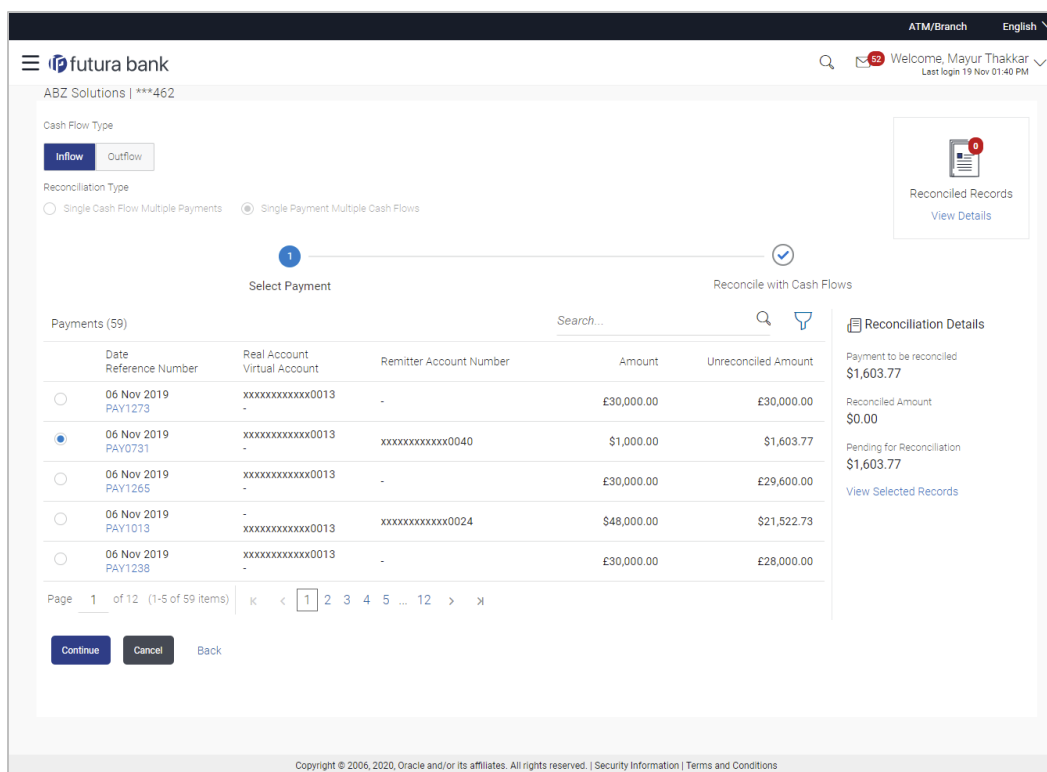 ATM/Branch English
futura bank
52 Welcome, Mayur Thakkar
Last login 19 Nov 01:40 PM
ABZ Solutions | ***462
Cash Flow Type
Inflow Outflow
0
Reconciled Records
View Details
Reconciliation Type
Single Cash Flow Multiple Payments Single Payment Multiple Cash Flows
1
Select Payment Reconcile with Cash Flows
Payments (59) Search...
Date Real Account Remitter Account Number Amount Unreconciled Amount
Reference Number Virtual Account
06 Nov 2019 xxxxxxxxxxxx0013 - £30,000.00 £30,000.00
PAY1273 -
06 Nov 2019 xxxxxxxxxxxx0013 xxxxxxxxxxxx0040 $1,000.00 $1,603.77
PAY0731 -
06 Nov 2019 xxxxxxxxxxxx0013 - £30,000.00 £29,600.00
PAY1265 -
06 Nov 2019 - xxxxxxxxxxxx0024 $48,000.00 $21,522.73
PAY1013 xxxxxxxxxxxx0013
06 Nov 2019 xxxxxxxxxxxx0013 - £30,000.00 £28,000.00
PAY1238 -
Page 1 of 12 (1-5 of 59 items) K < 1 2 3 4 5 ... 12 > >|
Reconciliation Details
Payment to be reconciled
$1,603.77
Reconciled Amount
$0.00
Pending for Reconciliation
$1,603.77
View Selected Records
Continue Cancel Back
Copyright © 2006, 2020, Oracle and/or its affiliates. All rights reserved. | Security Information | Terms and Conditions